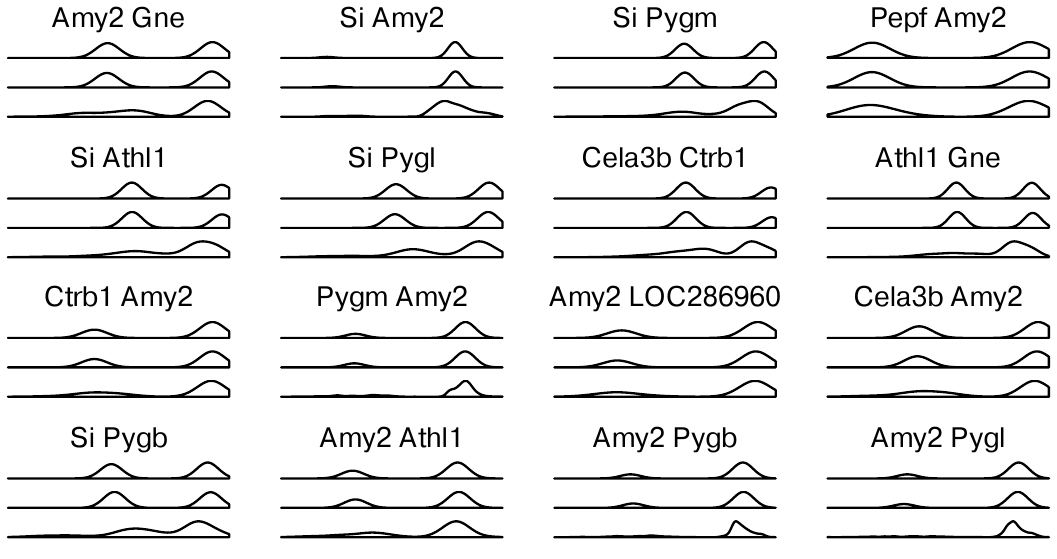 Amy2 Gne
Si Amy2
Si Pygm
Pepf Amy2
Si Athl1
Si Pygl
Cela3b Ctrb1
Athl1 Gne
Ctrb1 Amy2
Pygm Amy2
Amy2 LOC286960
Cela3b Amy2
Si Pygb
Amy2 Athl1
Amy2 Pygb
Amy2 Pygl